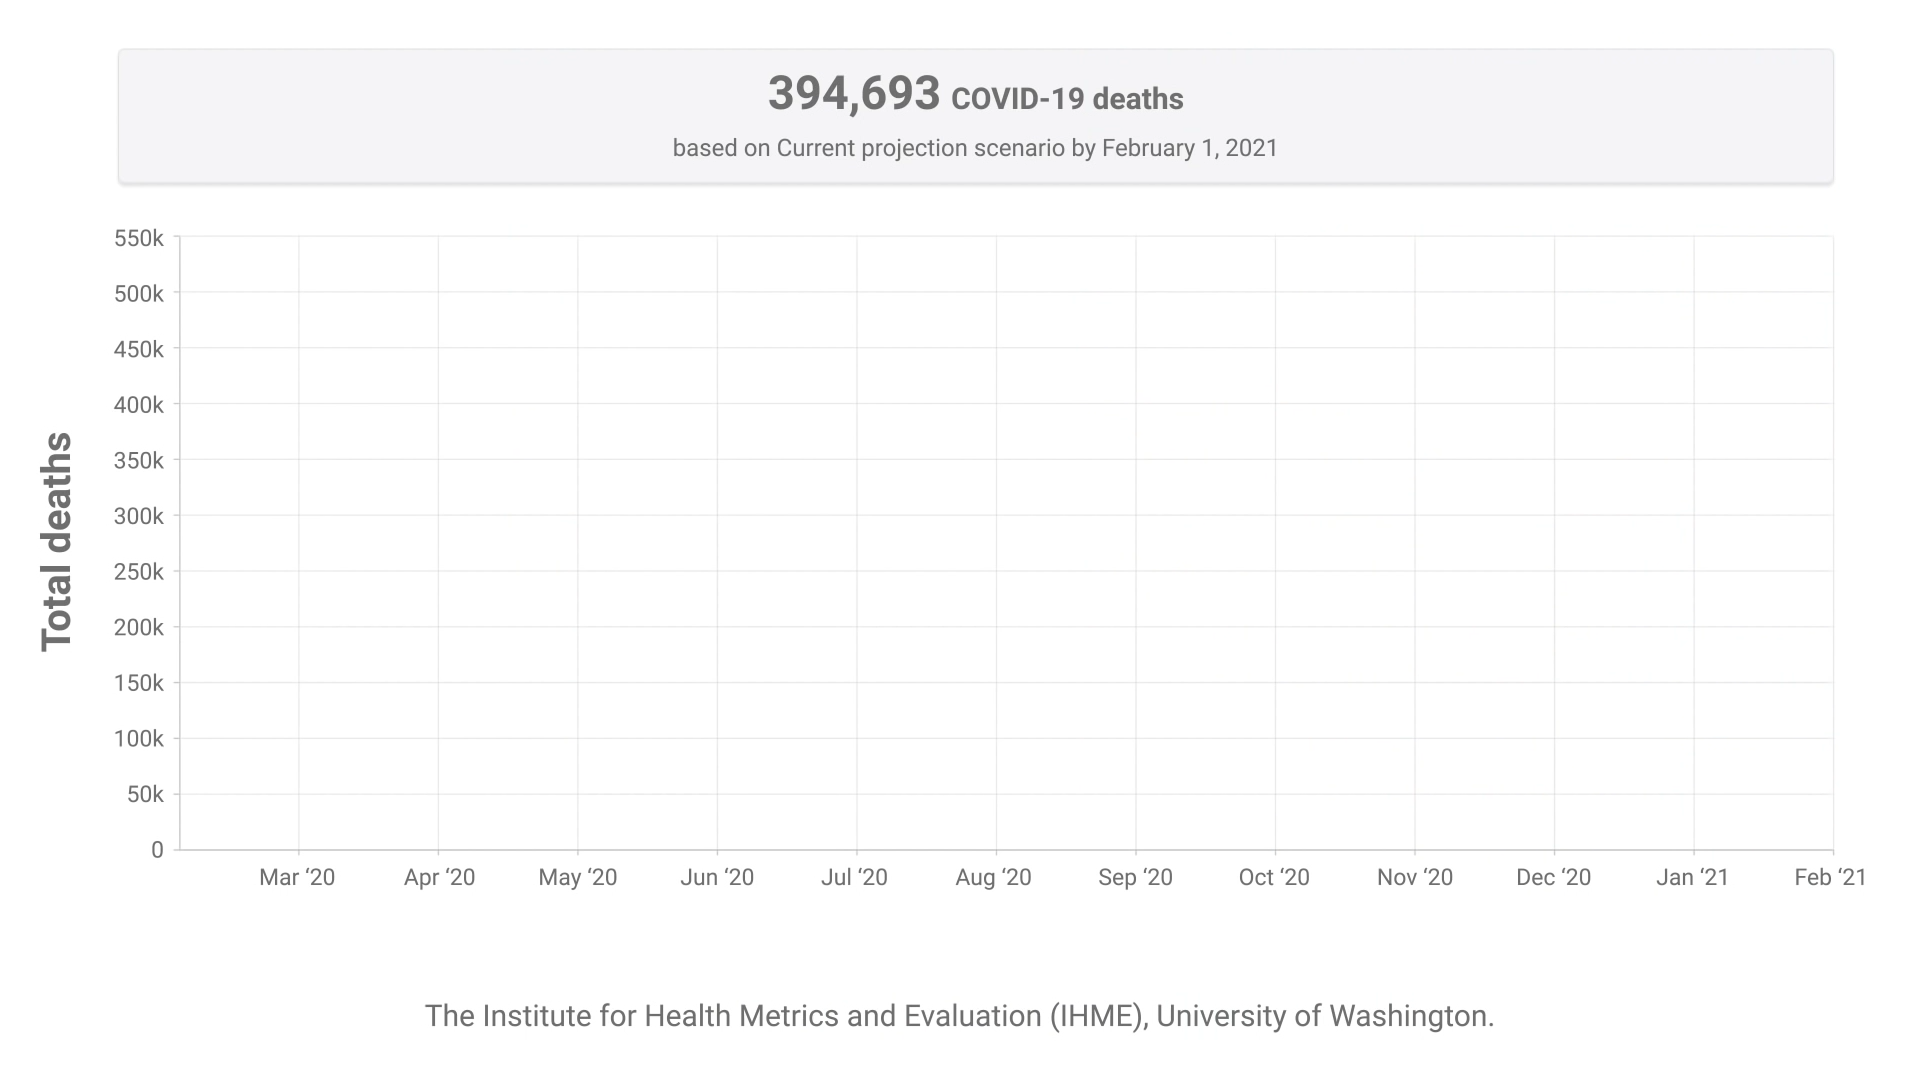 394,693 COVID-19 deaths
based on Current projection scenario by February 1, 2021
Total deaths
550k
500k
450k
400k
350k
300k
250k
200k
150k
100k
50k
0
Mar ‘20 Apr ‘20 May ‘20 Jun ‘20 Jul ‘20 Aug ‘20 Sep ‘20 Oct ‘20 Nov ‘20 Dec ‘20 Jan ‘21 Feb ‘21
The Institute for Health Metrics and Evaluation (IHME), University of Washington.